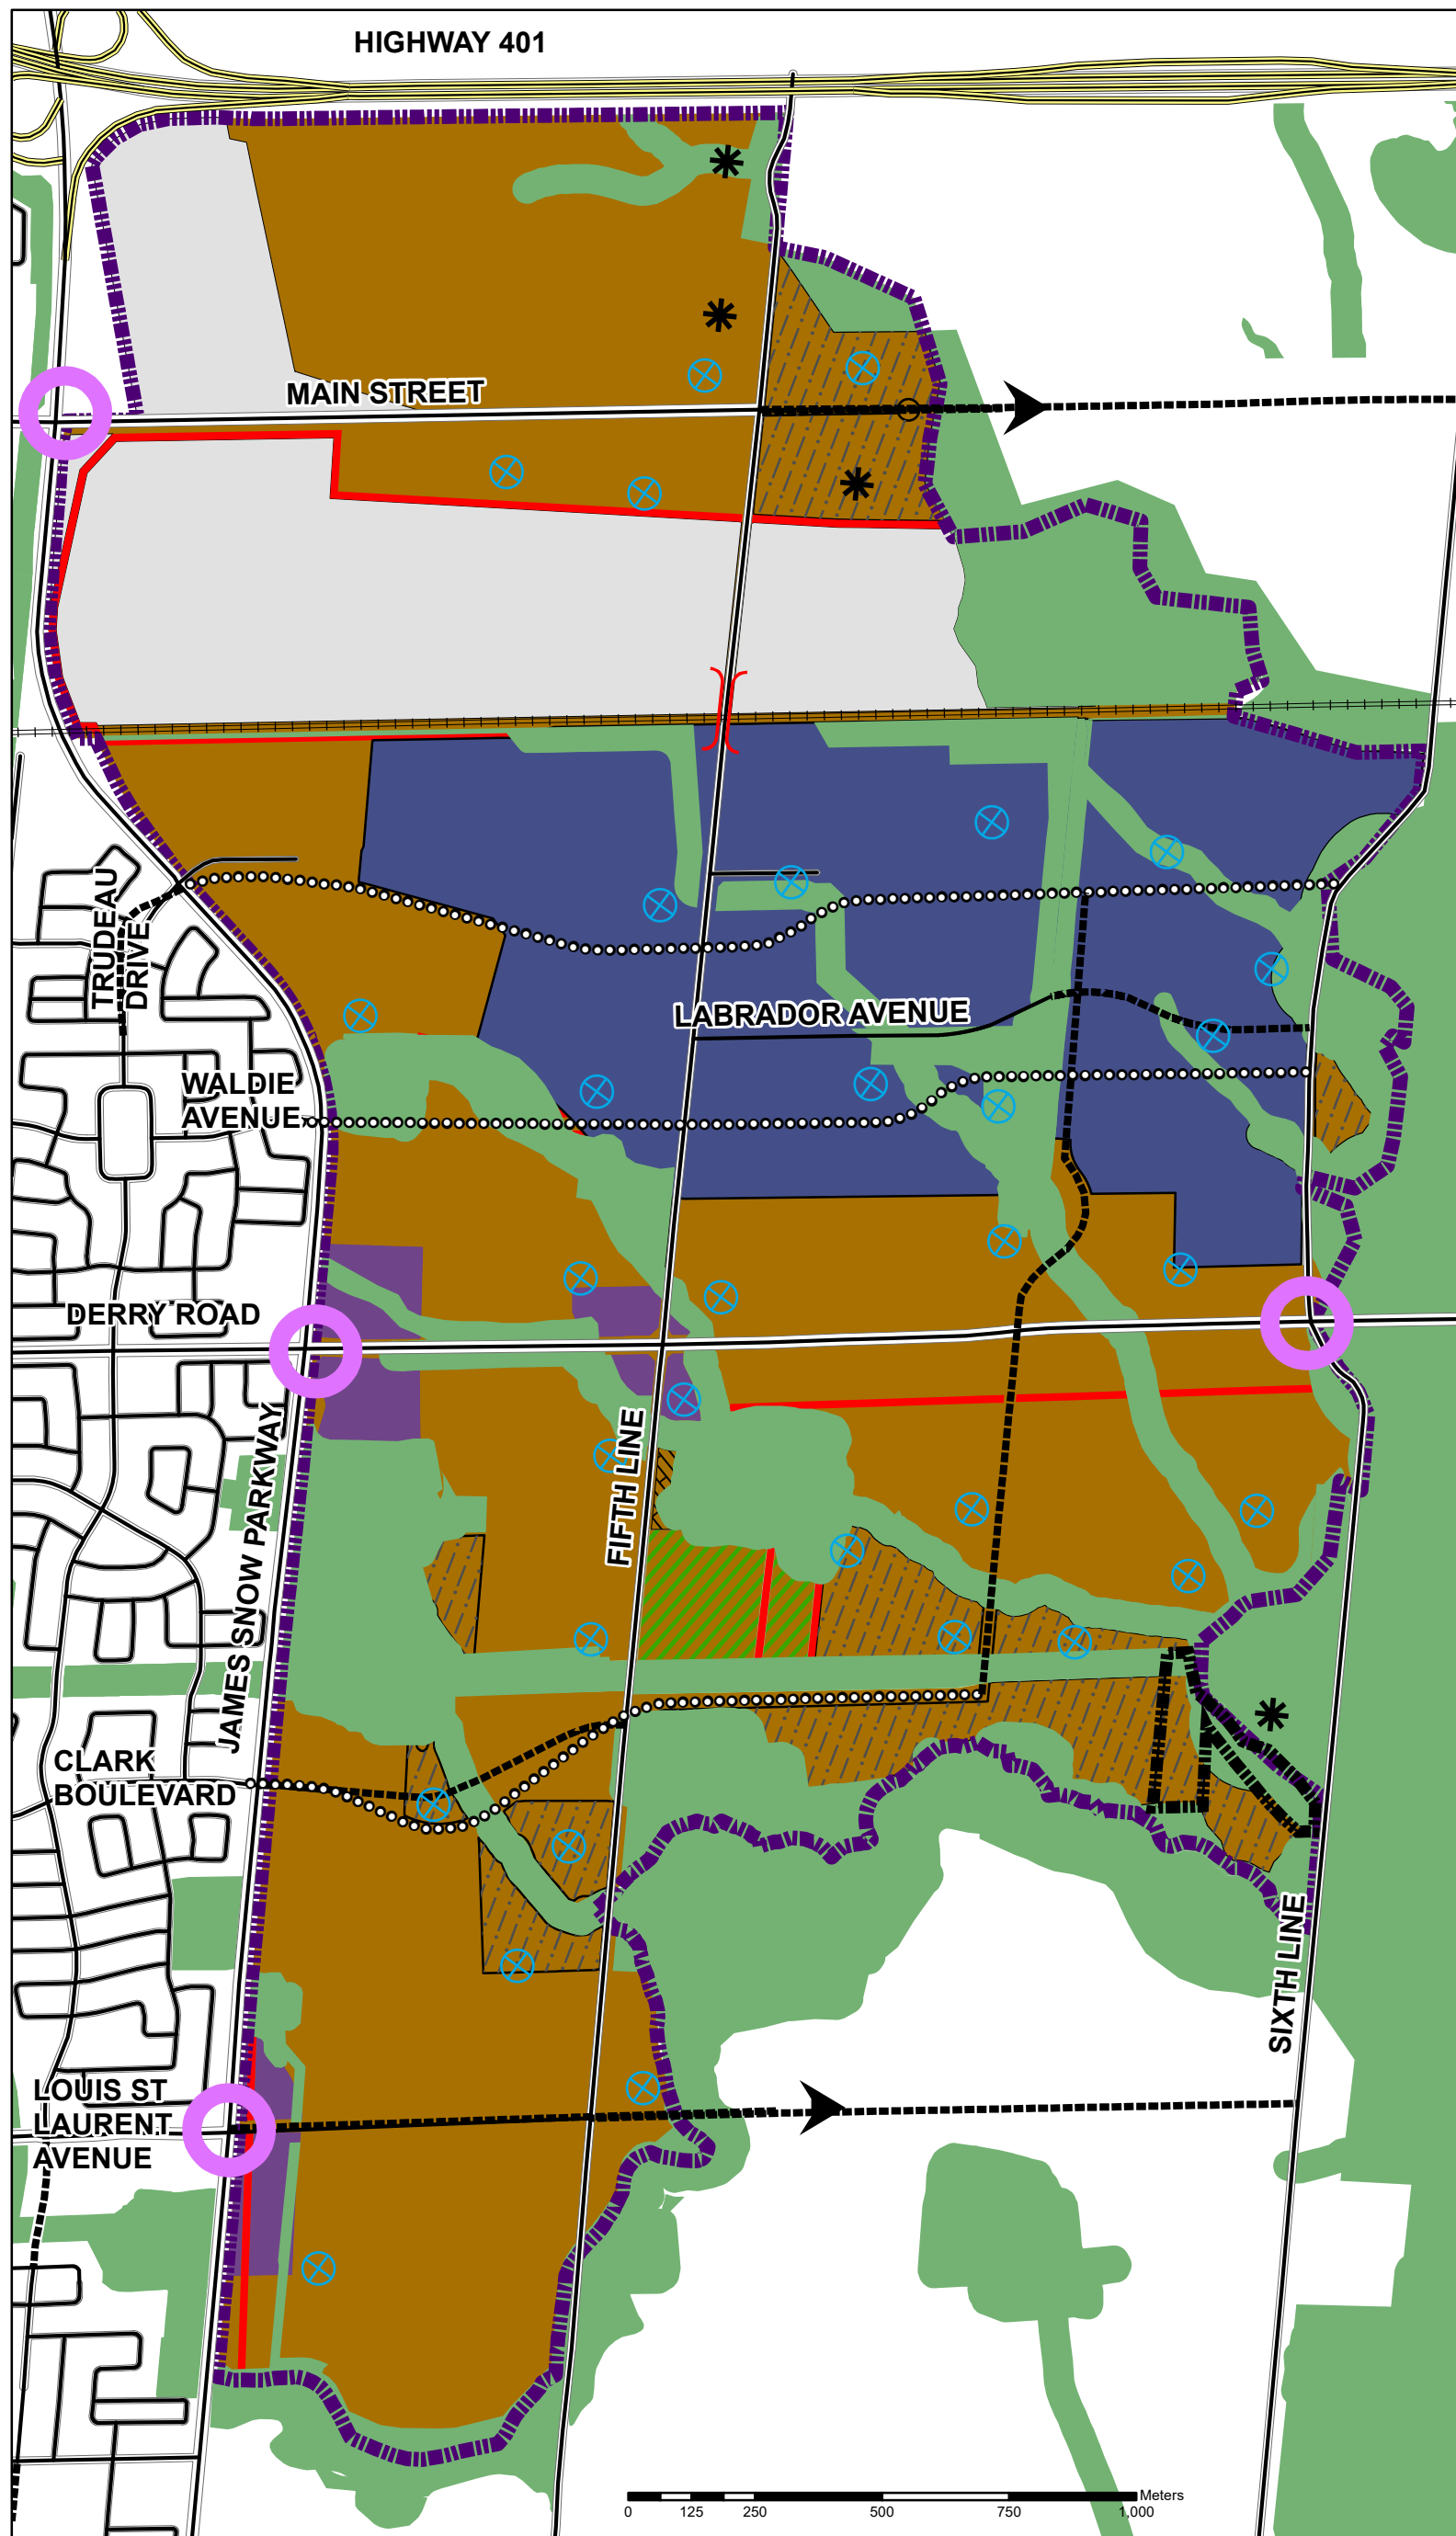 HIGHWAY 401
MAIN STREET
TRUDEAU
DRIVE
LABRADOR AVENUE
WALDIE
AVENUE
DERRY ROAD
JAMES SNOW PARKWAY
FIFTH LINE
CLARK
BOULEVARD
SIXTH LINE
LOUIS ST
LAURENT
AVENUE
Meters
0 125 250 500 750 1,000